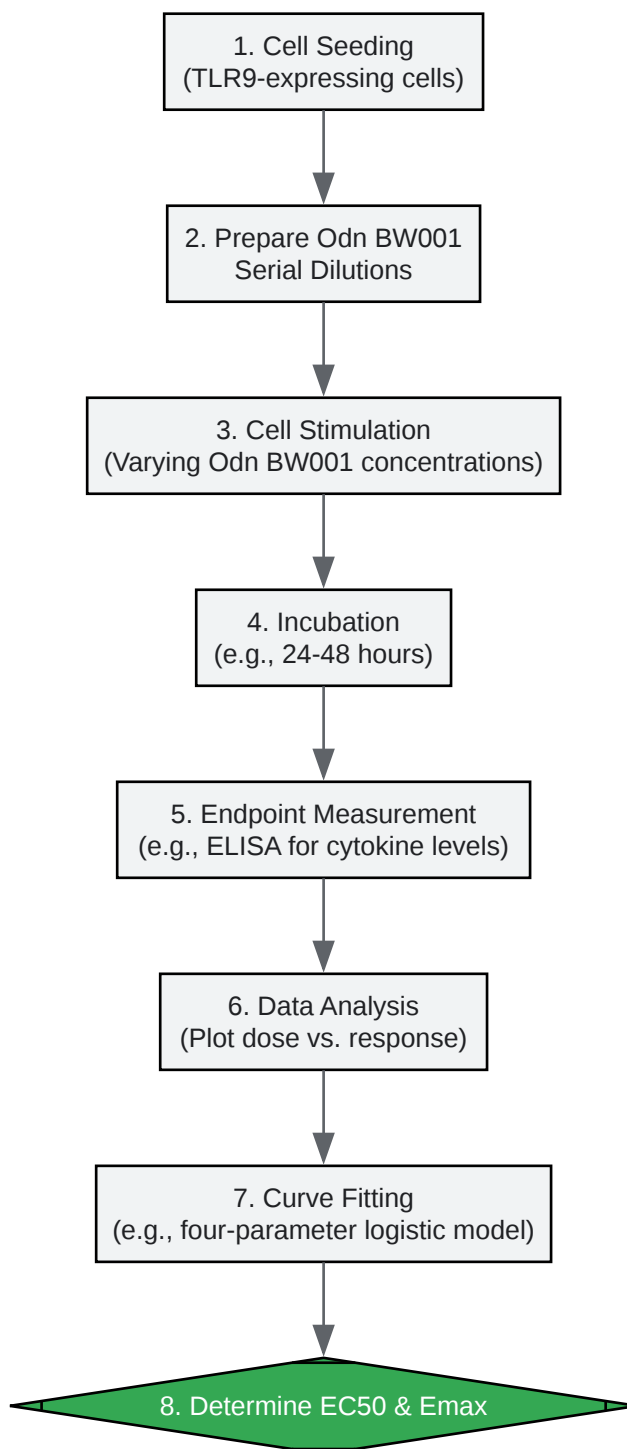 1. Cell Seeding
(TLR9-expressing cells)
2. Prepare Odn BW001
Serial Dilutions
3. Cell Stimulation
(Varying Odn BW001 concentrations)
4. Incubation
(e.g., 24-48 hours)
5. Endpoint Measurement
(e.g., ELISA for cytokine levels)
6. Data Analysis
(Plot dose vs. response)
7. Curve Fitting
(e.g., four-parameter logistic model)
8. Determine EC50 & Emax